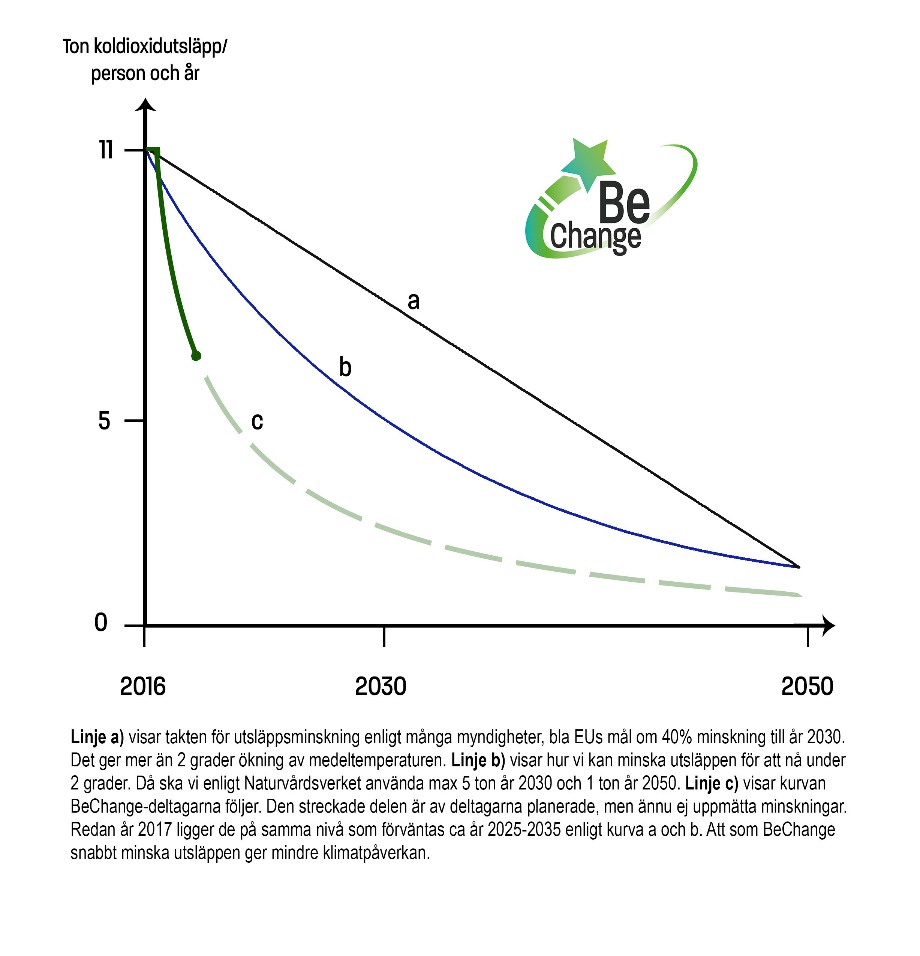 Ton koldioxidutsläpp/
person och år
11
Be
Change
a
b
5
c
0
2016
2030
2050
Linje a) visar takten för utsläppsminskning enligt många myndigheter, bla EUs mål om 40% minskning till år 2030.
Det ger mer än 2 grader ökning av medeltemperaturen. Linje b) visar hur vi kan minska utsläppen för att nå under
2 grader. Då ska vi enligt Naturvårdsverket använda max 5 ton år 2030 och 1 ton år 2050. Linje c) visar kurvan
BeChange-deltagarna följer. Den streckade delen är av deltagarna planerade, men ännu ej uppmätta minskningar.
Redan år 2017 ligger de på samma nivå som förväntas ca år 2025-2035 enligt kurva a och b. Att som BeChange
snabbt minska utsläppen ger mindre klimatpåverkan.